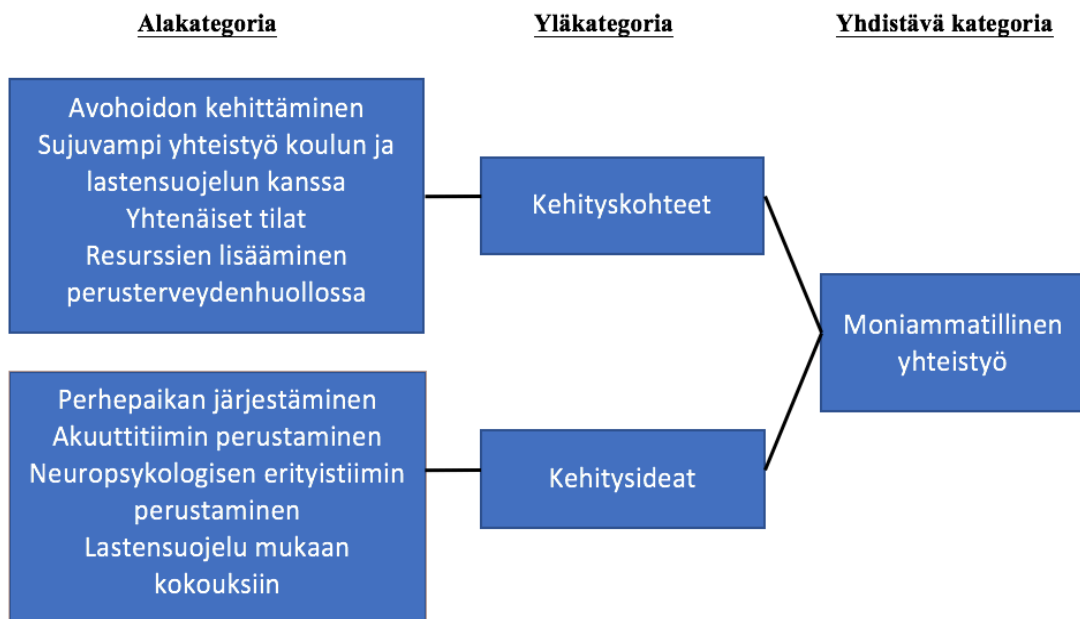 Alakategoria
Yläkategoria
Yhdistävä kategoria
Avohoidon kehittäminen
Sujuvampi yhteistyö koulun ja
lastensuojelun kanssa
Yhtenäiset tilat
Resurssien lisääminen
perusterveydenhuollossa
Kehityskohteet
Moniammatillinen
yhteistyö
Perhepaikan järjestäminen
Akuuttitiimin perustaminen
Neuropsykologisen erityistiimin
perustaminen
Lastensuojelu mukaan
kokouksiin
Kehitysideat